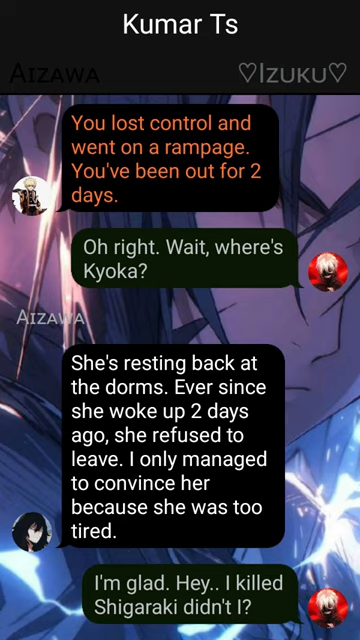 Kumar Ts
Aizawa ♡Izuku♡
You lost control and
went on a rampage.
You've been out for 2
days.
Oh right. Wait, where's
Kyoka?
Aizawa
She's resting back at
the dorms. Ever since
she woke up 2 days
ago, she refused to
leave. I only managed
to convince her
because she was too
tired.
I'm glad. Hey.. I killed
Shigaraki didn't I?